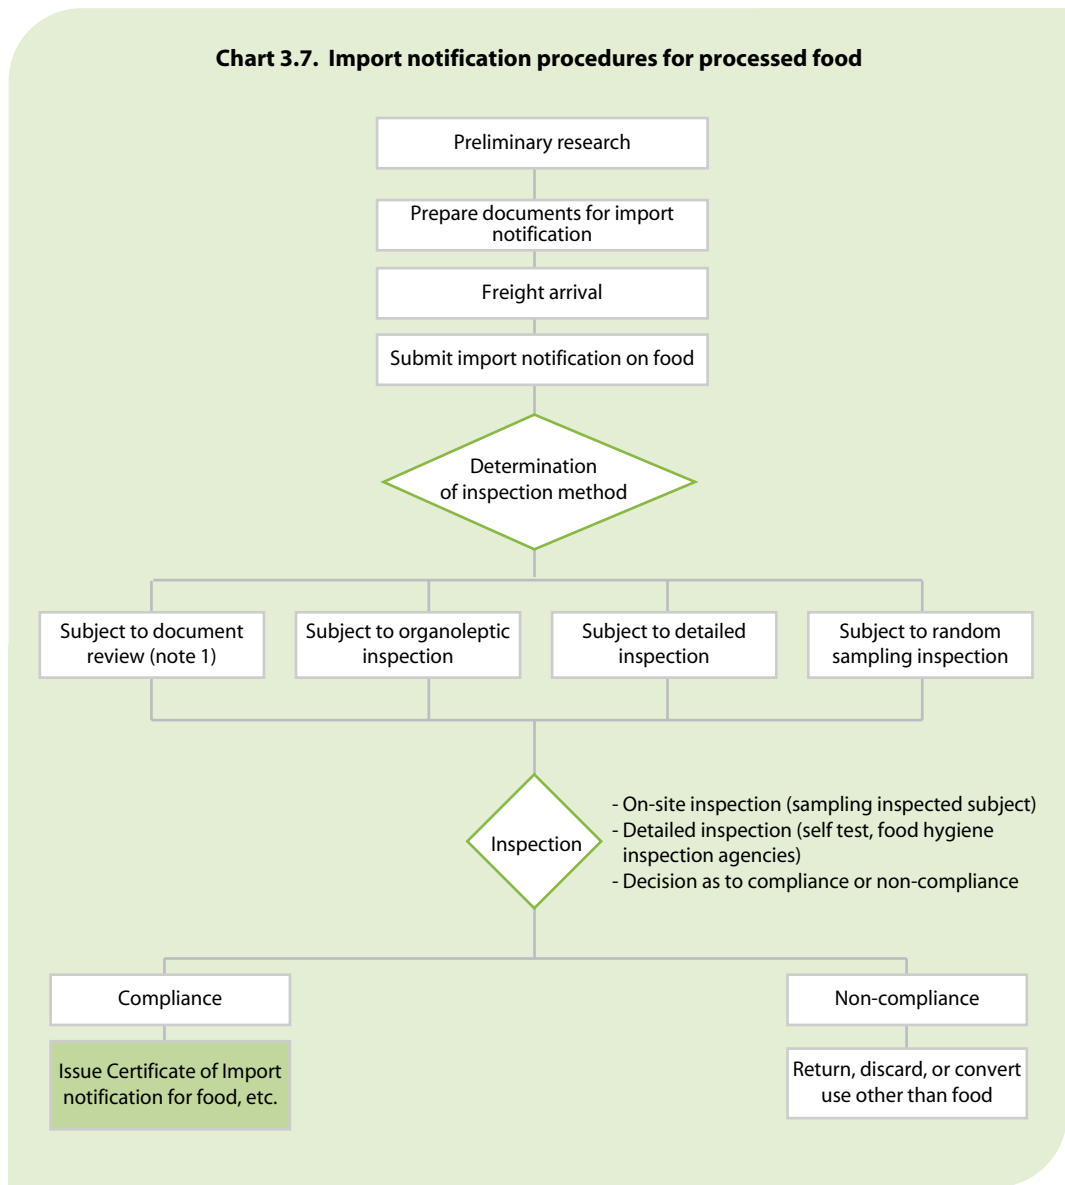 Chart 3.7.  Import notification procedures for processed food
Preliminary research
Prepare documents for import
notification
Freight arrival
Submit import notification on food
Determination
of inspection method
Subject to document
review (note 1)
Subject to organoleptic
inspection
Subject to detailed
inspection
Subject to random
sampling inspection
Inspection
- On-site inspection (sampling inspected subject)
- Detailed inspection (self test, food hygiene
inspection agencies)
- Decision as to compliance or non-compliance
Compliance
Non-compliance
Issue Certificate of Import
notification for food, etc.
Return, discard, or convert
use other than food